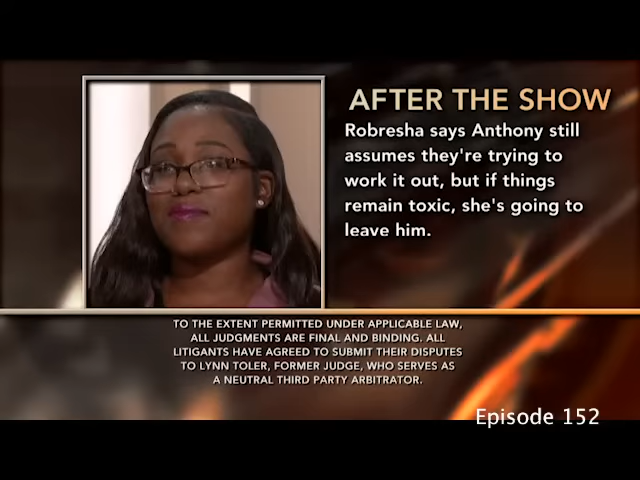 AFTER THE SHOW
Robresha says Anthony still
assumes they're trying to
work it out, but if things
remain toxic, she's going to
leave him.
TO THE EXTENT PERMITTED UNDER APPLICABLE LAW,
ALL JUDGMENTS ARE FINAL AND BINDING. ALL
LITIGANTS HAVE AGREED TO SUBMIT THEIR DISPUTES
TO LYNN TOLER, FORMER JUDGE, WHO SERVES AS
A NEUTRAL THIRD PARTY ARBITRATOR.
Episode 152